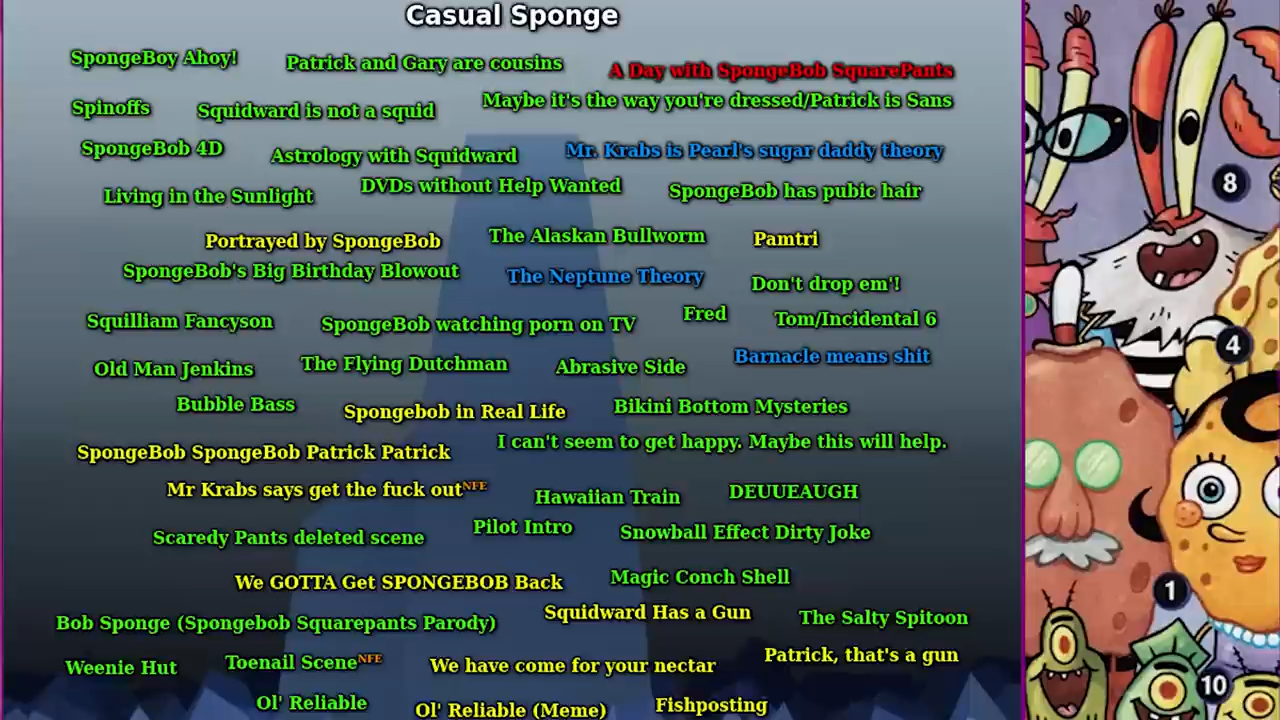 Casual Sponge
SpongeBoy Ahoy!
Patrick and Gary are cousins
A Day with SpongeBob SquarePants
Spinoffs
Squidward is not a squid
Maybe it's the way you're dressed/Patrick is Sans
SpongeBob 4D
Astrology with Squidward
Mr. Krabs is Pearl's sugar daddy theory
Living in the Sunlight
DVDs without Help Wanted
SpongeBob has pubic hair
Portrayed by SpongeBob
The Alaskan Bullworm
Pamtri
SpongeBob's Big Birthday Blowout
The Neptune Theory
Don't drop em'!
Squilliam Fancyson
SpongeBob watching porn on TV
Fred
Tom/Incidental 6
Old Man Jenkins
The Flying Dutchman
Abrasive Side
Barnacle means shit
Bubble Bass
Spongebob in Real Life
Bikini Bottom Mysteries
SpongeBob SpongeBob Patrick Patrick
I can't seem to get happy. Maybe this will help.
Mr Krabs says get the fuck outNFE
Hawaiian Train
DEUUEAUGH
Scaredy Pants deleted scene
Pilot Intro
Snowball Effect Dirty Joke
We GOTTA Get SPONGEBOB Back
Magic Conch Shell
Bob Sponge (Spongebob Squarepants Parody)
Squidward Has a Gun
The Salty Spitoon
Weenie Hut
Toenail SceneNFE
We have come for your nectar
Patrick, that's a gun
Ol' Reliable
Ol' Reliable (Meme)
Fishposting
8
4
1
10